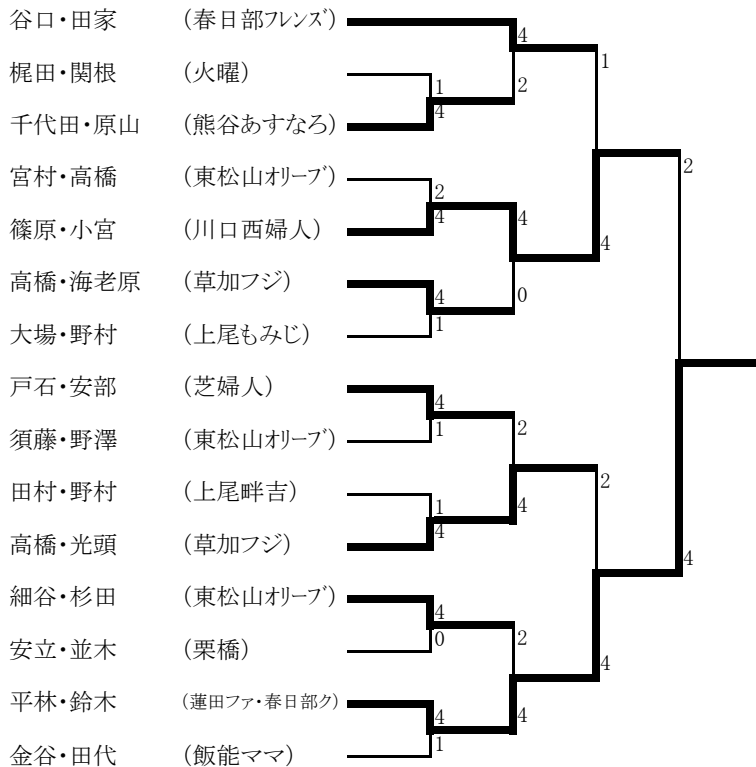 谷口・田家 (春日部フレンズ) 4
1
梶田・関根 (火曜) 1
2
千代田・原山 (熊谷あすなろ) 4
2
宮村・高橋 (東松山オリーブ) 2
篠原・小宮 (川口西婦人) 4 4
4
高橋・海老原 (草加フジ) 4 0
大場・野村 (上尾もみじ) 1
戸石・安部 (芝婦人) 4
須藤・野澤 (東松山オリーブ) 1 2
2
田村・野村 (上尾畔吉) 1 4
高橋・光頭 (草加フジ) 4
4
細谷・杉田 (東松山オリーブ) 4
安立・並木 (栗橋) 0 2
4
平林・鈴木 (蓮田ファ・春日部ク) 4 4
金谷・田代 (飯能ママ) 1